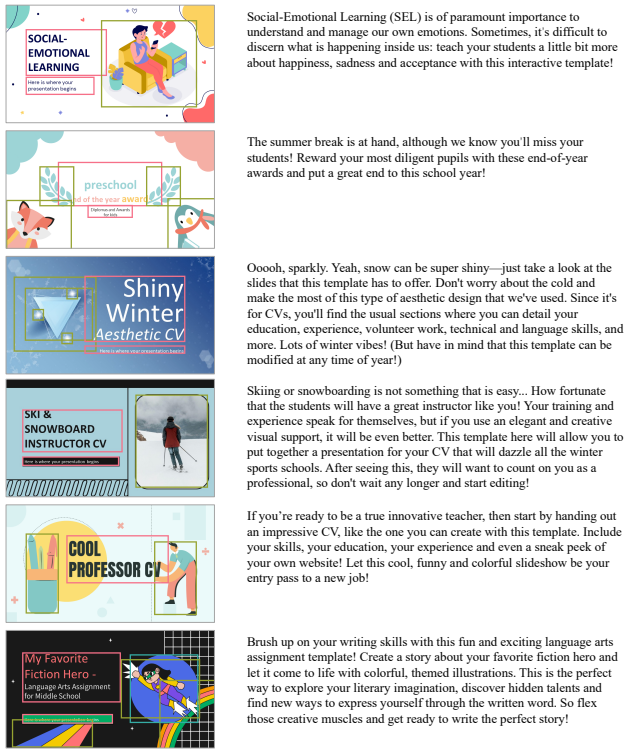 SOCIAL-
EMOTIONAL
LEARNING
Here is where your
presentation begins
Social-Emotional Learning (SEL) is of paramount importance to
understand and manage our own emotions. Sometimes, it's difficult to
discern what is happening inside us: teach your students a little bit more
about happiness, sadness and acceptance with this interactive template!
preschool
end of the year awards
Diplomas and Awards
for kids
The summer break is at hand, although we know you'll miss your
students! Reward your most diligent pupils with these end-of-year
awards and put a great end to this school year!
Shiny
Winter
Aesthetic CV
Here is where your presentation begins
Ooooh, sparkly. Yeah, snow can be super shiny—just take a look at the
slides that this template has to offer. Don't worry about the cold and
make the most of this type of aesthetic design that we've used. Since it's
for CVs, you'll find the usual sections where you can detail your
education, experience, volunteer work, technical and language skills, and
more. Lots of winter vibes! (But have in mind that this template can be
modified at any time of year!)
SKI &
SNOWBOARD
INSTRUCTOR CV
Here is where your presentation begins
Skiing or snowboarding is not something that is easy... How fortunate
that the students will have a great instructor like you! Your training and
experience speak for themselves, but if you use an elegant and creative
visual support, it will be even better. This template here will allow you to
put together a presentation for your CV that will dazzle all the winter
sports schools. After seeing this, they will want to count on you as a
professional, so don't wait any longer and start editing!
COOL
PROFESSOR CV
If you’re ready to be a true innovative teacher, then start by handing out
an impressive CV, like the one you can create with this template. Include
your skills, your education, your experience and even a sneak peek of
your own website! Let this cool, funny and colorful slideshow be your
entry pass to a new job!
My Favorite
Fiction Hero -
Language Arts Assignment
for Middle School
Here is where your presentation begins
Brush up on your writing skills with this fun and exciting language arts
assignment template! Create a story about your favorite fiction hero and
let it come to life with colorful, themed illustrations. This is the perfect
way to explore your literary imagination, discover hidden talents and
find new ways to express yourself through the written word. So flex
those creative muscles and get ready to write the perfect story!